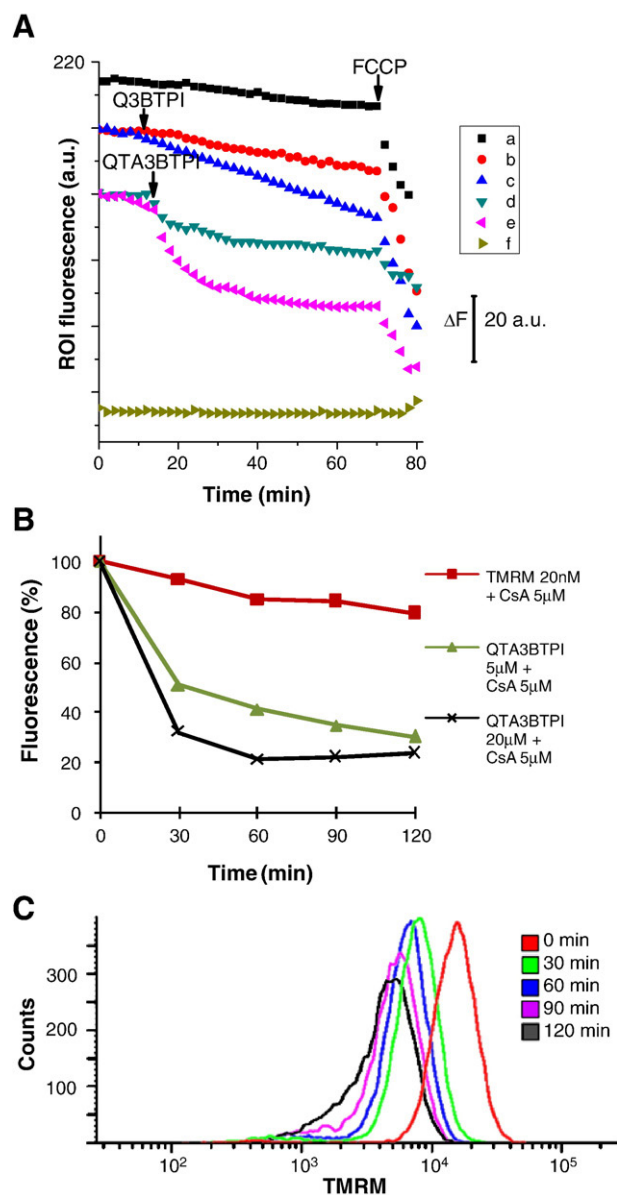 A
220
FCCP
Q3BTPI
QTA3BTPI
ROI fluorescence (a.u.)
a
b
c
d
e
f
ΔF 20 a.u.
0 20 40 60 80
Time (min)
B
100
80
60
40
20
0
Fluorescence (%)
0 30 60 90 120
Time (min)
TMRM 20nM
+ CsA 5μM
QTA3BTPI
5μM +
CsA 5μM
QTA3BTPI
20μM +
CsA 5μM
C
300
200
100
Counts
0 min
30 min
60 min
90 min
120 min
10² 10³ 10⁴ 10⁵
TMRM